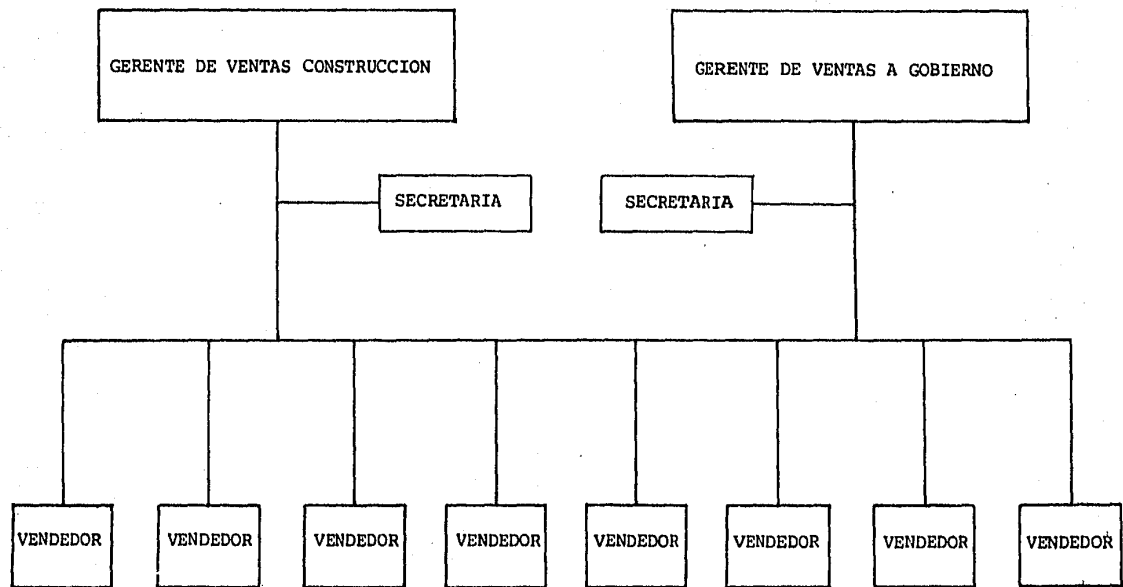 GERENTE DE VENTAS CONSTRUCCION
GERENTE DE VENTAS A GOBIERNO
SECRETARIA
SECRETARIA
VENDEDOR
VENDEDOR
VENDEDOR
VENDEDOR
VENDEDOR
VENDEDOR
VENDEDOR
VENDEDOR